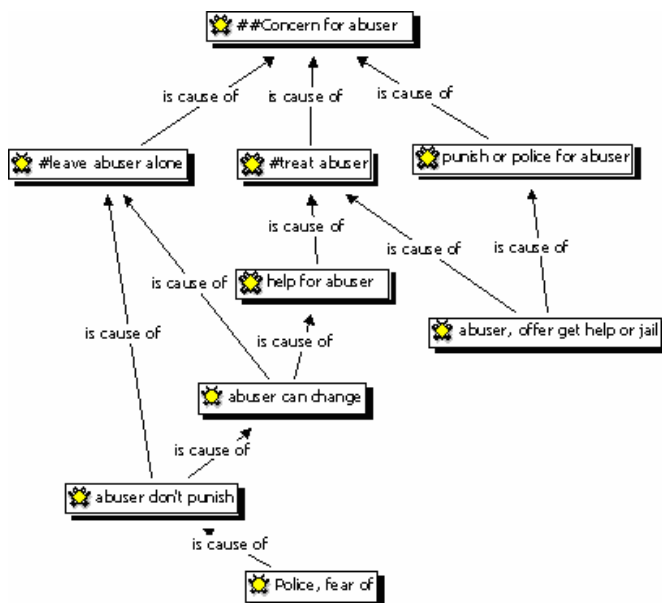 ##Concern for abuser
is cause of
is cause of
is cause of
#leave abuser alone
#treat abuser
punish or police for abuser
is cause of
is cause of
is cause of
help for abuser
is cause of
abuser, offer get help or jail
is cause of
abuser can change
is cause of
abuser don't punish
is cause of
Police, fear of